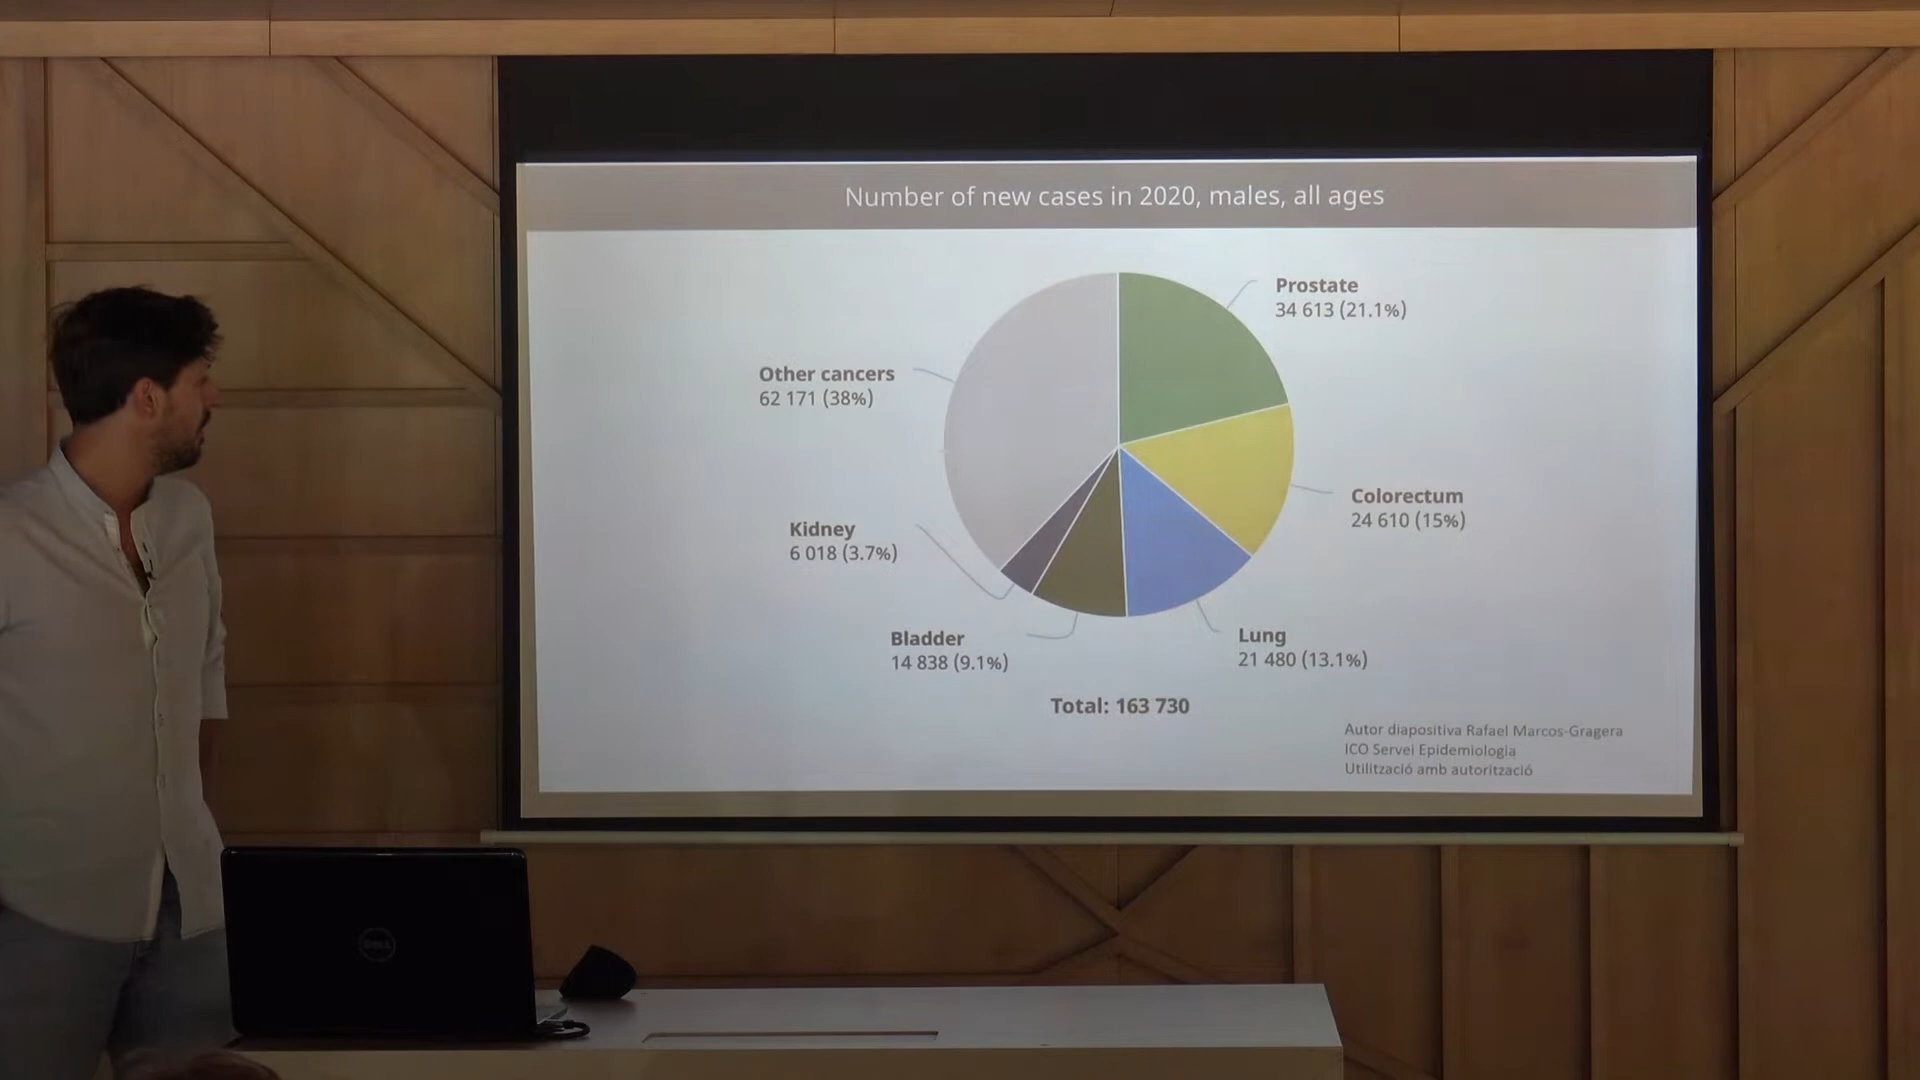 Number of new cases in 2020, males, all ages
Prostate
34 613 (21.1%)
Other cancers
62 171 (38%)
Colorectum
24 610 (15%)
Kidney
6 018 (3.7%)
Bladder
14 838 (9.1%)
Lung
21 480 (13.1%)
Total: 163 730
Autor diapositiva Rafael Marcos-Gragera
ICO Servei Epidemiologia
Utilització amb autorització
DELL